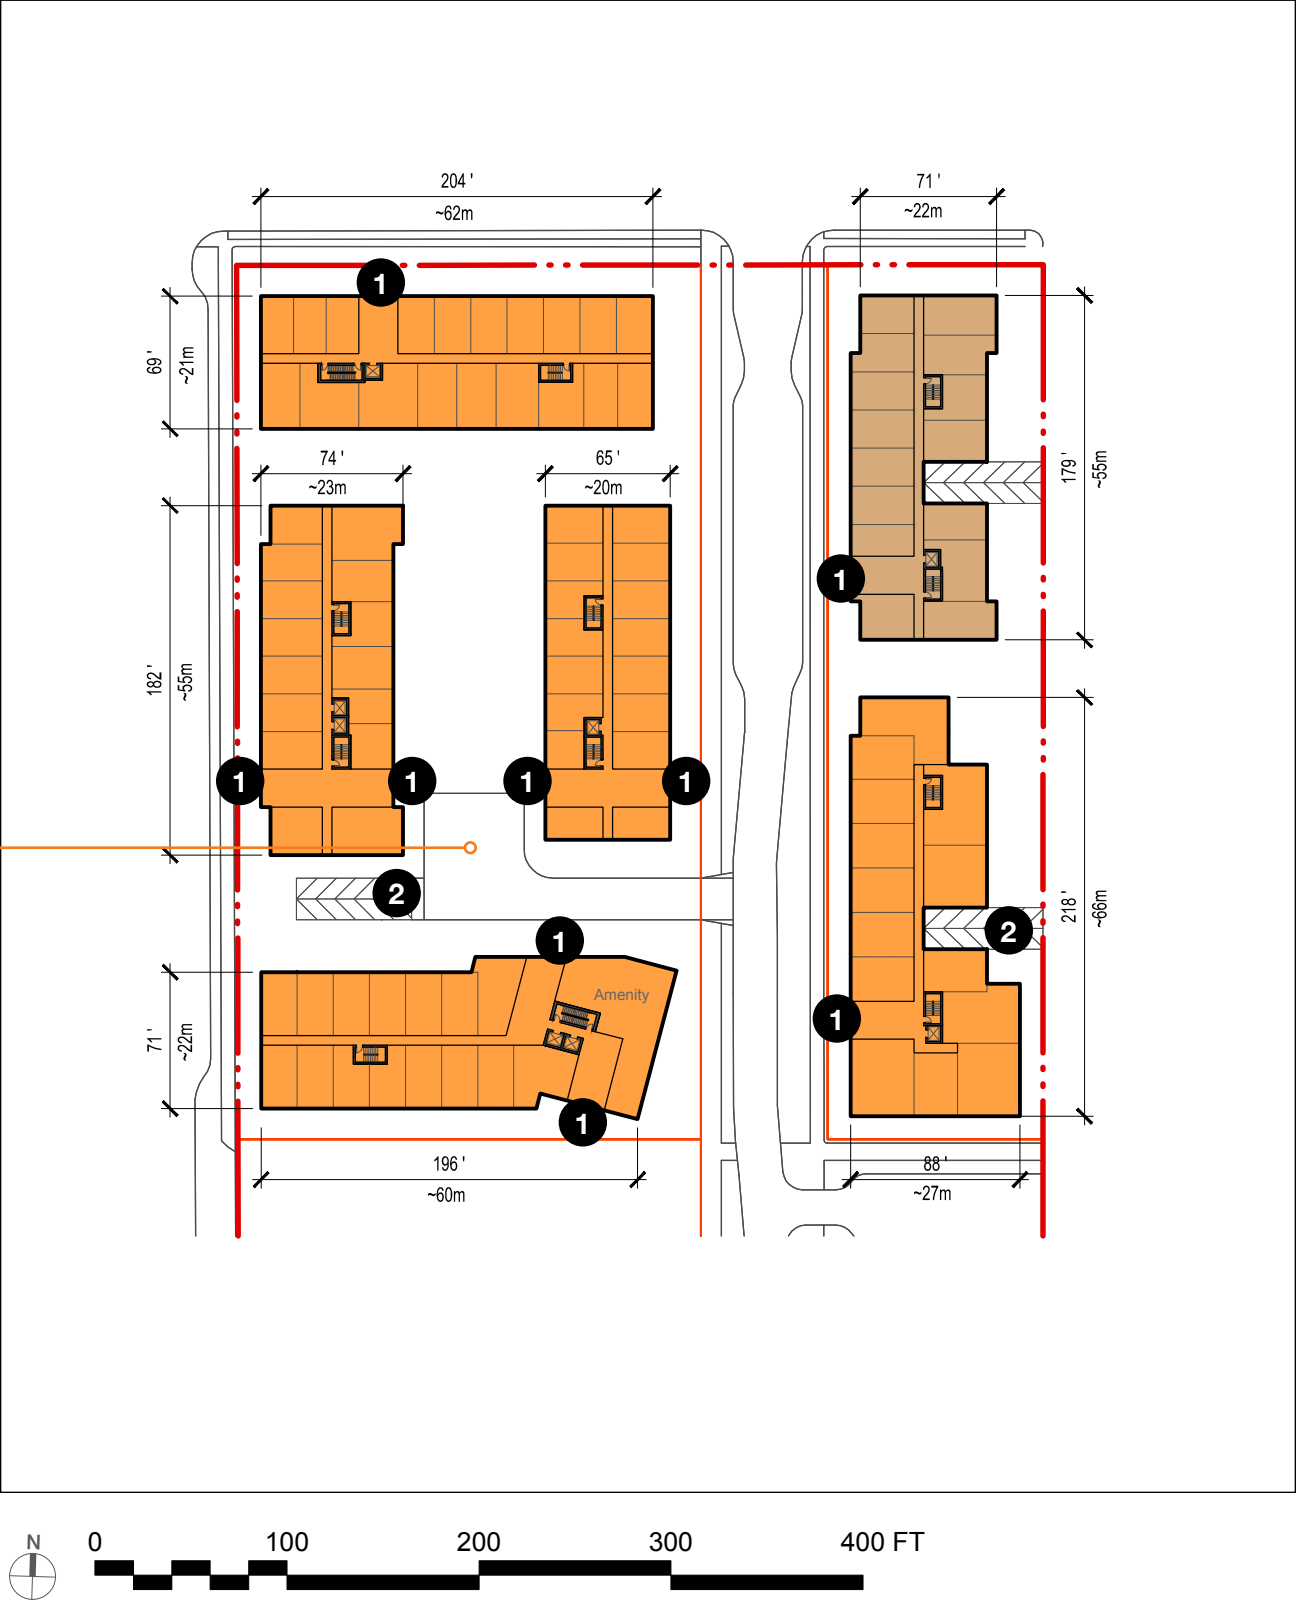 204 '
~62m
71 '
~22m
1
69 '
~21m
74 '
~23m
65 '
~20m
179 '
~55m
1
182 '
~55m
1
1
1
1
2
218 '
~66m
2
1
Amenity
1
71 '
~22m
1
196 '
~60m
88 '
~27m
N
0 100 200 300 400 FT